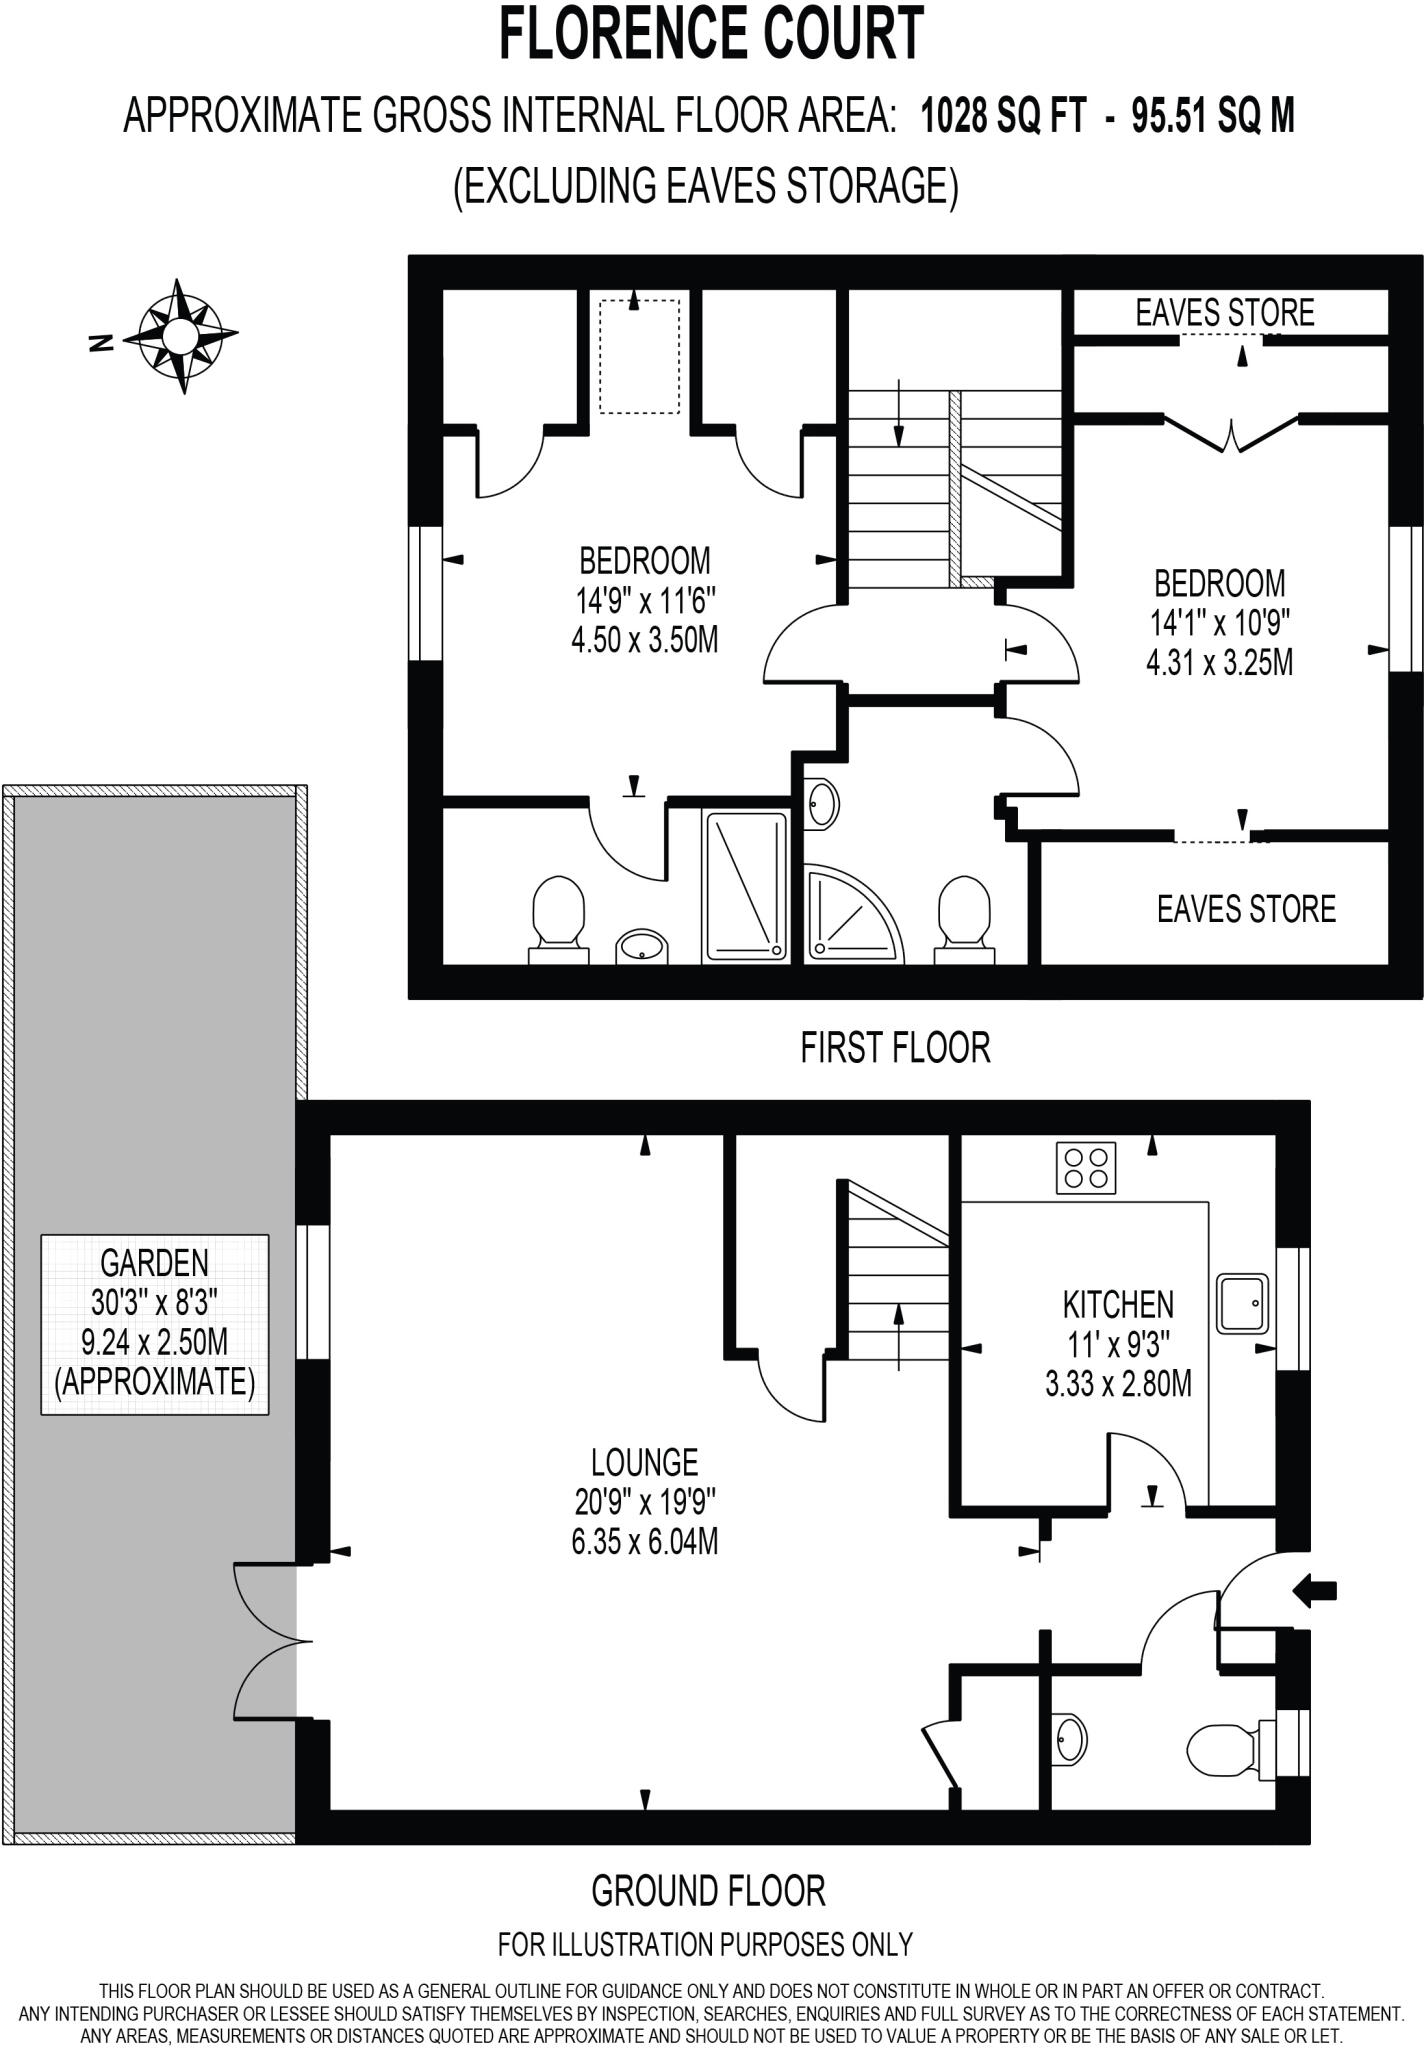 FLORENCE COURT
APPROXIMATE GROSS INTERNAL FLOOR AREA: 1028 SQ FT - 95.51 SQ M
(EXCLUDING EAVES STORAGE)
N
EAVES STORE
BEDROOM
14'9" x 11'6"
4.50 x 3.50M
BEDROOM
14'1" x 10'9"
4.31 x 3.25M
EAVES STORE
FIRST FLOOR
GARDEN
30'3" x 8'3"
9.24 x 2.50M
(APPROXIMATE)
KITCHEN
11' x 9'3"
3.33 x 2.80M
LOUNGE
20'9" x 19'9"
6.35 x 6.04M
GROUND FLOOR
FOR ILLUSTRATION PURPOSES ONLY
THIS FLOOR PLAN SHOULD BE USED AS A GENERAL OUTLINE FOR GUIDANCE ONLY AND DOES NOT CONSTITUTE IN WHOLE OR IN PART AN OFFER OR CONTRACT.
ANY INTENDING PURCHASER OR LESSEE SHOULD SATISFY THEMSELVES BY INSPECTION, SEARCHES, ENQUIRIES AND FULL SURVEY AS TO THE CORRECTNESS OF EACH STATEMENT.
ANY AREAS, MEASUREMENTS OR DISTANCES QUOTED ARE APPROXIMATE AND SHOULD NOT BE USED TO VALUE A PROPERTY OR BE THE BASIS OF ANY SALE OR LET.